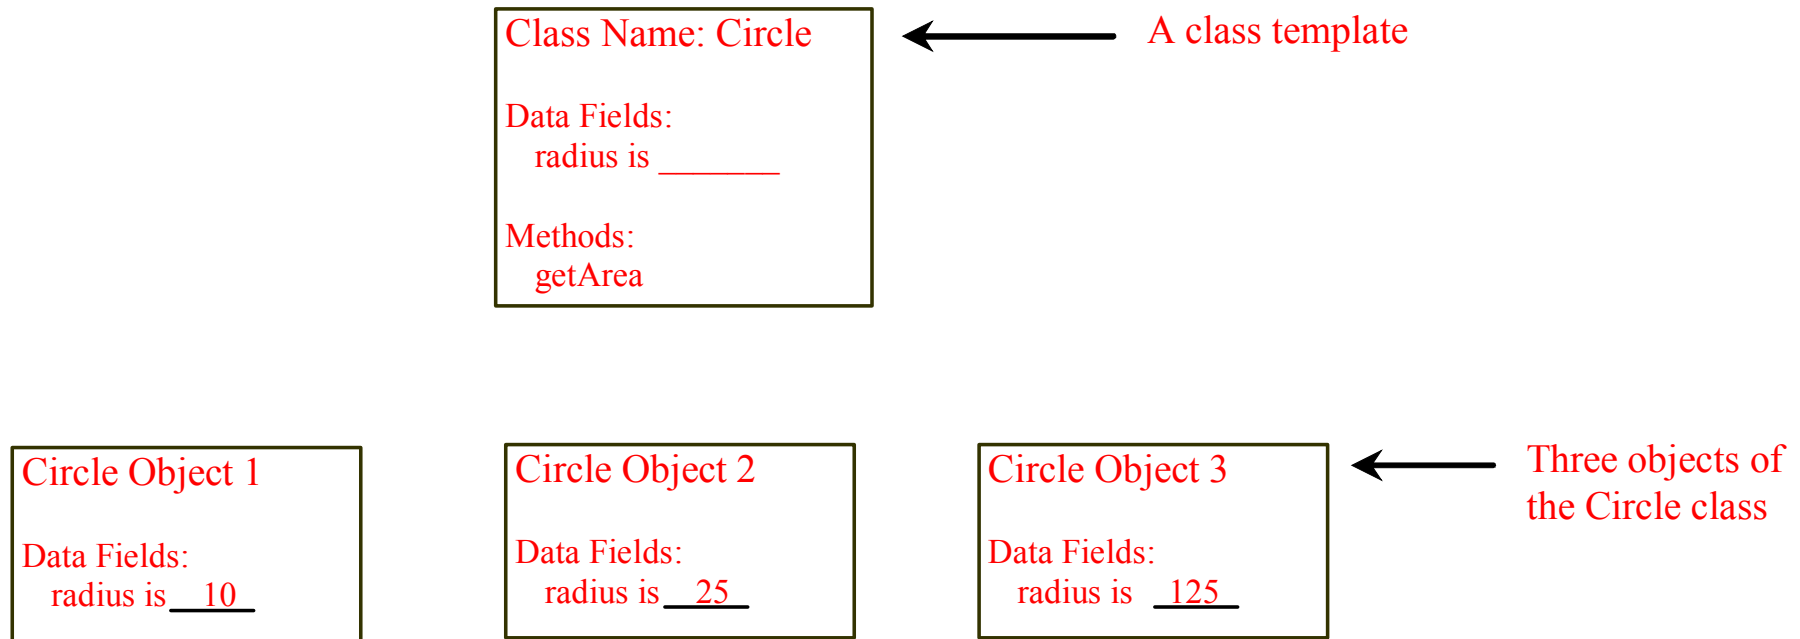 Class Name: Circle
A class template
Data Fields:
radius is _______
Methods:
getArea
Circle Object 1
Data Fields:
radius is 10
Circle Object 2
Data Fields:
radius is 25
Circle Object 3
Data Fields:
radius is 125
Three objects of
the Circle class